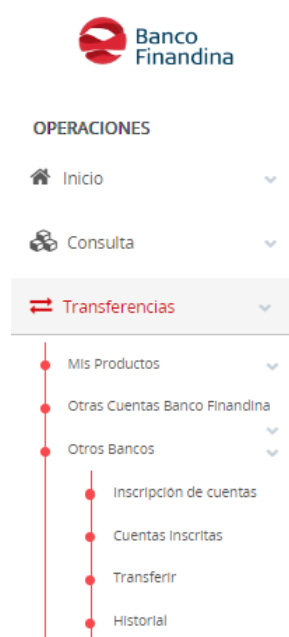 Banco
Finandina
OPERACIONES
Inicio
Consulta
Transferencias
Mis Productos
Otras Cuentas Banco Finandina
Otros Bancos
Inscripción de cuentas
Cuentas Inscritas
Transferir
Historial